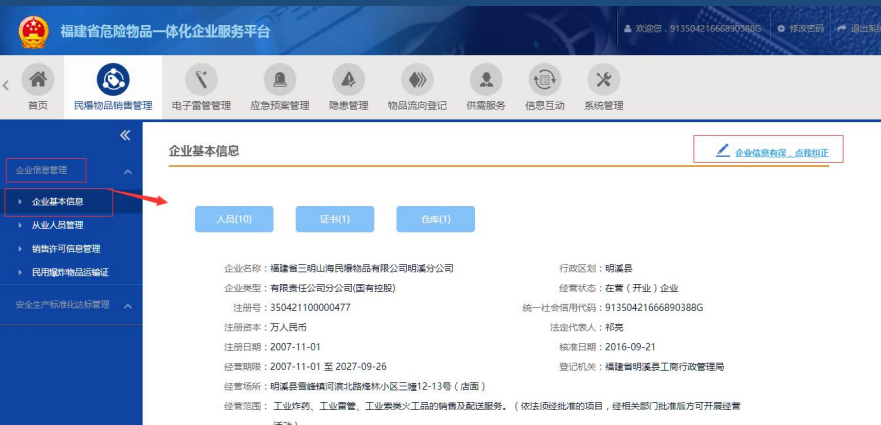 福建省危险物品一体化企业服务平台
欢迎您，91350421666890388G 修改密码 退出系统
首页 民爆物品销售管理 电子雷管管理 应急预案管理 隐患管理 物品流向登记 供需服务 信息互动 系统管理
企业信息管理
企业基本信息
从业人员管理
销售许可信息管理
民用爆炸物品运输证
安全生产标准化达标管理
企业基本信息
企业信息有误，点我纠正
人员(10) 证书(1) 仓库(1)
企业名称：福建省三明山海民爆物品有限公司明溪分公司 行政区划：明溪县
企业类型：有限责任公司分公司(国有控股) 经营状态：在营（开业）企业
注册号：350421100000477 统一社会信用代码：91350421666890388G
注册资本：万人民币 法定代表人：祁亮
注册日期：2007-11-01 核准日期：2016-09-21
经营期限：2007-11-01 至 2027-09-26 登记机关：福建省明溪县工商行政管理局
经营场所：明溪县雪峰镇河滨北路烽林小区三幢12-13号（店面）
经营范围： 工业炸药、工业雷管、工业索类火工品的销售及配送服务。（依法须经批准的项目，经相关部门批准后方可开展经营
活动）